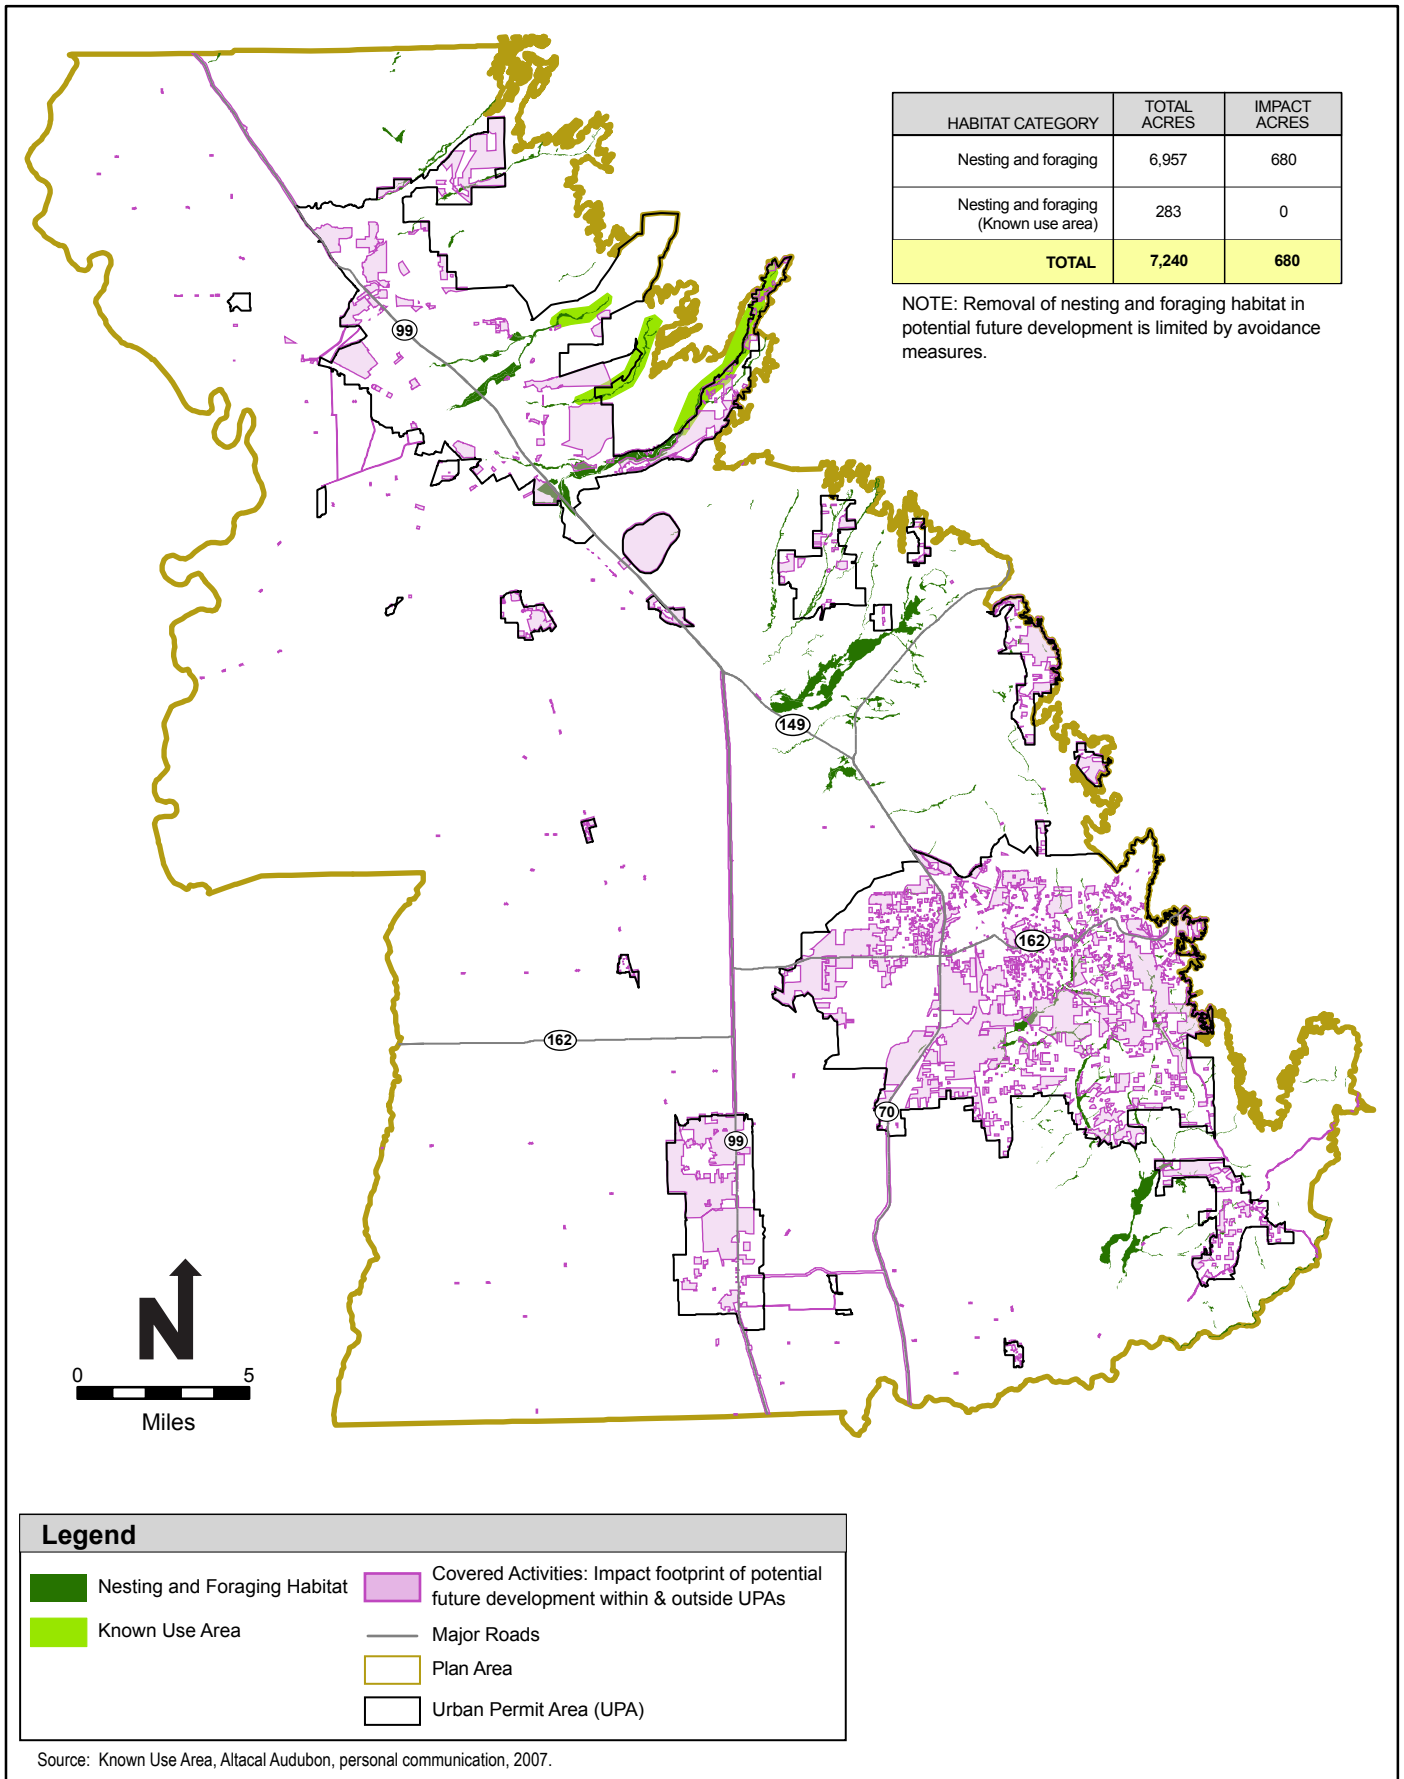 HABITAT CATEGORY
TOTAL ACRES
IMPACT ACRES
Nesting and foraging 6,957 680
Nesting and foraging (Known use area) 283 0
TOTAL 7,240 680
NOTE: Removal of nesting and foraging habitat in
potential future development is limited by avoidance
measures.
99
149
162
162
70
99
N
0 5
Miles
Legend
Nesting and Foraging Habitat
Known Use Area
Covered Activities: Impact footprint of potential
future development within & outside UPAs
Major Roads
Plan Area
Urban Permit Area (UPA)
Source: Known Use Area, Altacal Audubon, personal communication, 2007.